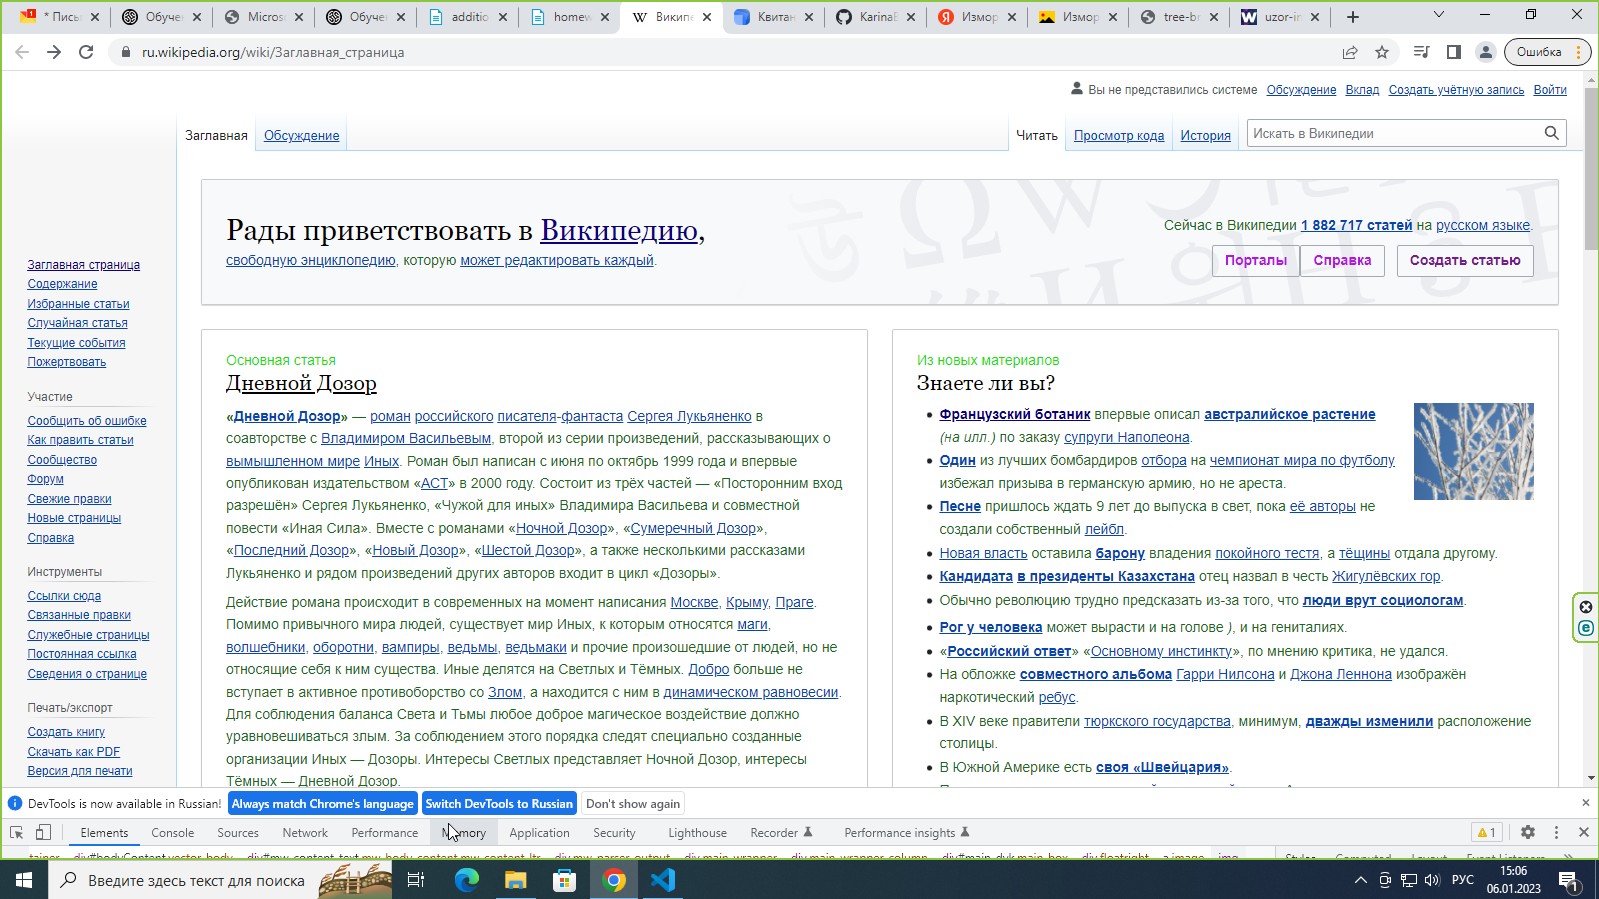 * Письм
Обучен
Microso
Обучен
additio
homew
Викип
Квитан
KarinaB
Измор
Измор
tree-br
uzor-in
ru.wikipedia.org/wiki/Заглавная_страница
Ошибка
Вы не представились системе Обсуждение Вклад Создать учётную запись Войти
Заглавная Обсуждение Читать Просмотр кода История Искать в Википедии
Рады приветствовать в Википедию,
свободную энциклопедию, которую может редактировать каждый.
Сейчас в Википедии 1 882 717 статей на русском языке.
Порталы Справка Создать статью
Заглавная страница
Содержание
Избранные статьи
Случайная статья
Текущие события
Пожертвовать
Участие
Сообщить об ошибке
Как править статьи
Сообщество
Форум
Свежие правки
Новые страницы
Справка
Инструменты
Ссылки сюда
Связанные правки
Служебные страницы
Постоянная ссылка
Сведения о странице
Печать/экспорт
Создать книгу
Скачать как PDF
Версия для печати
Основная статья
Дневной Дозор
«Дневной Дозор» — роман российского писателя-фантаста Сергея Лукьяненко в
соавторстве с Владимиром Васильевым, второй из серии произведений, рассказывающих о
вымышленном мире Иных. Роман был написан с июня по октябрь 1999 года и впервые
опубликован издательством «АСТ» в 2000 году. Состоит из трёх частей — «Посторонним вход
разрешён» Сергея Лукьяненко, «Чужой для иных» Владимира Васильева и совместной
повести «Иная Сила». Вместе с романами «Ночной Дозор», «Сумеречный Дозор»,
«Последний Дозор», «Новый Дозор», «Шестой Дозор», а также несколькими рассказами
Лукьяненко и рядом произведений других авторов входит в цикл «Дозоры».
Действие романа происходит в современных на момент написания Москве, Крыму, Праге.
Помимо привычного мира людей, существует мир Иных, к которым относятся маги,
волшебники, оборотни, вампиры, ведьмы, ведьмаки и прочие произошедшие от людей, но не
относящие себя к ним существа. Иные делятся на Светлых и Тёмных. Добро больше не
вступает в активное противоборство со Злом, а находится с ним в динамическом равновесии.
Для соблюдения баланса Света и Тьмы любое доброе магическое воздействие должно
уравновешиваться злым. За соблюдением этого порядка следят специально созданные
организации Иных — Дозоры. Интересы Светлых представляет Ночной Дозор, интересы
Тёмных — Дневной Дозор.
Из новых материалов
Знаете ли вы?
Французский ботаник впервые описал австралийское растение
(на илл.) по заказу супруги Наполеона.
Один из лучших бомбардиров отбора на чемпионат мира по футболу
избежал призыва в германскую армию, но не ареста.
Песне пришлось ждать 9 лет до выпуска в свет, пока её авторы не
создали собственный лейбл.
Новая власть оставила барону владения покойного тестя, а тёщины отдала другому.
Кандидата в президенты Казахстана отец назвал в честь Жигулёвских гор.
Обычно революцию трудно предсказать из-за того, что люди врут социологам.
Рог у человека может вырасти и на голове ), и на гениталиях.
«Российский ответ» «Основному инстинкту», по мнению критика, не удался.
На обложке совместного альбома Гарри Нилсона и Джона Леннона изображён
наркотический ребус.
В XIV веке правители тюркского государства, минимум, дважды изменили расположение
столицы.
В Южной Америке есть своя «Швейцария».
DevTools is now available in Russian! Always match Chrome's language Switch DevTools to Russian Don't show again
Elements Console Sources Network Performance Memory Application Security Lighthouse Recorder Performance insights 1
Введите здесь текст для поиска
РУС
15:06
06.01.2023
1